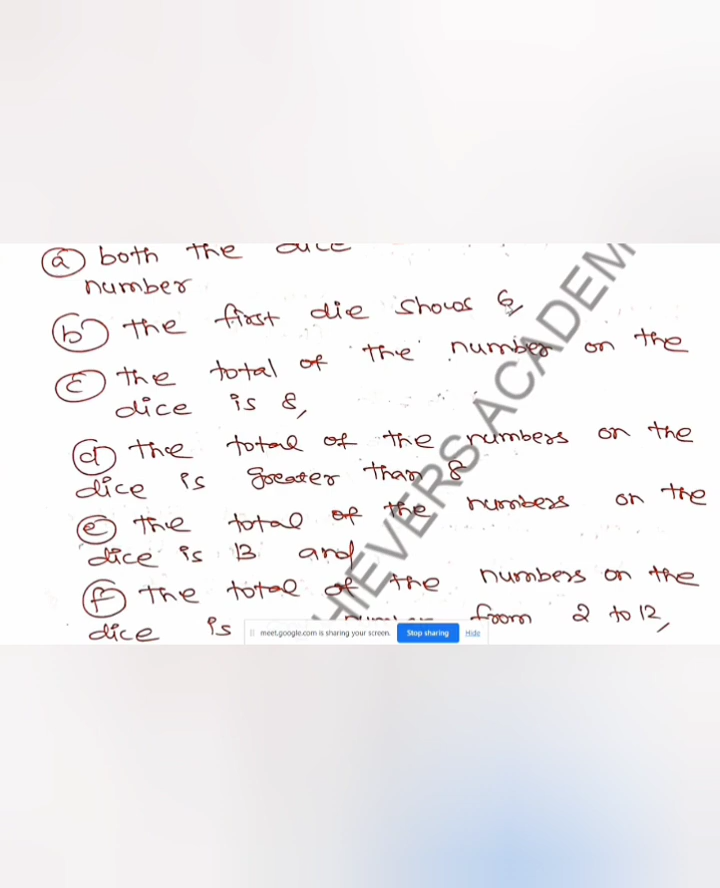 (a) both the dice
number
(b) the first die shows 6,
(c) the total of the number on the
dice is 8,
(d) the total of the numbers on the
dice is greater than 8
(e) the total of the numbers on the
dice is 13 and
(f) the total of the numbers on the
dice is from 2 to 12,
HIEVERS ACADEM
meet.google.com is sharing your screen. Stop sharing Hide